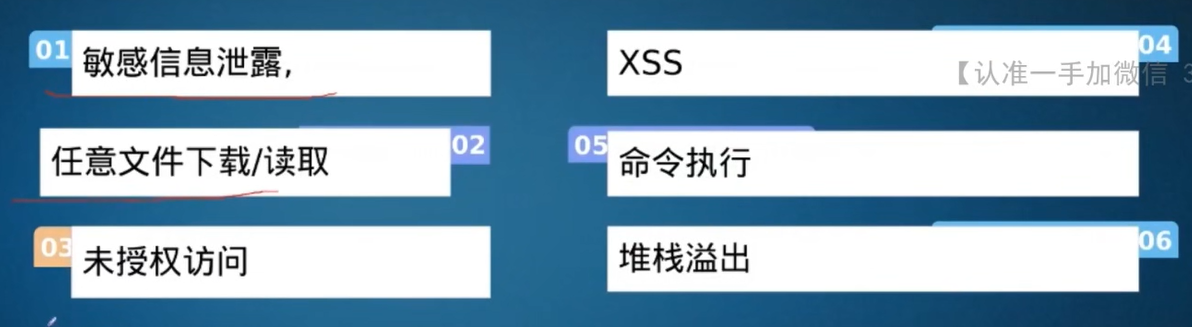 01 敏感信息泄露,
任意文件下载/读取 02
03 未授权访问
XSS 04
【认准一手加微信 3
05 命令执行
堆栈溢出 06